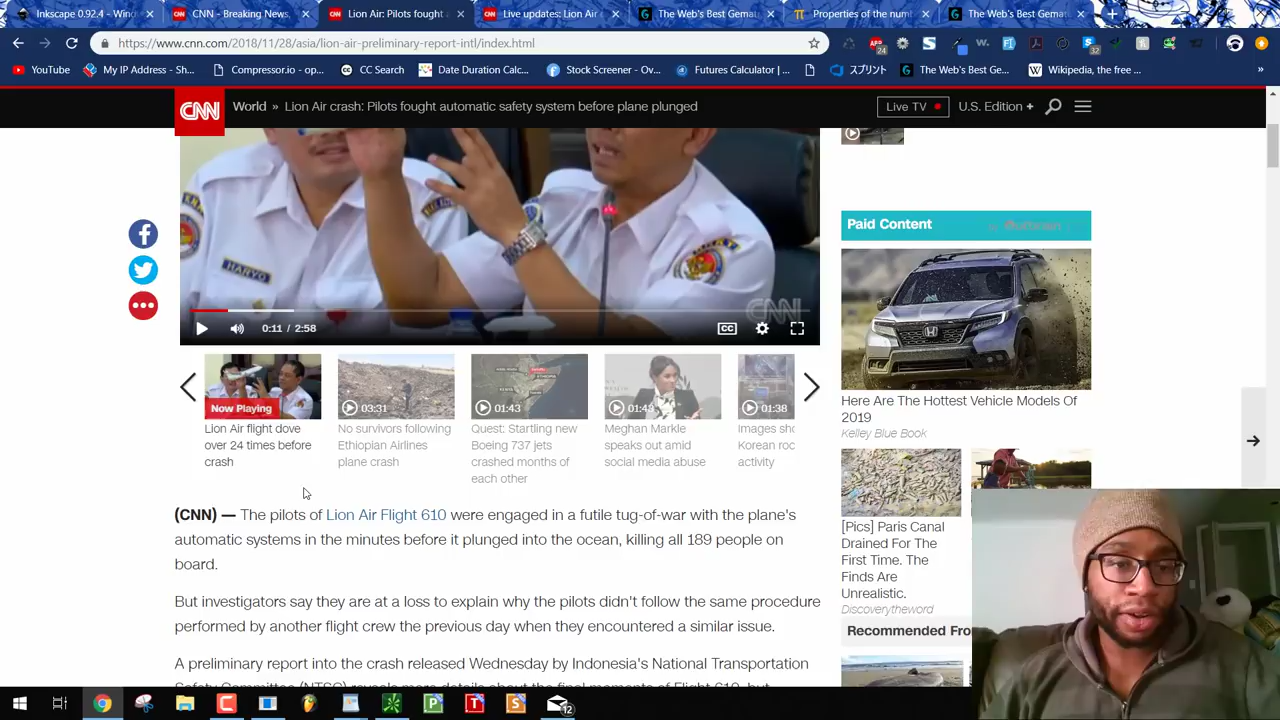 Inkscape 0.92.4 - Wind
CNN - Breaking News,
Lion Air: Pilots fought
Live updates: Lion Air
The Web's Best Gemat
Properties of the num
The Web's Best Gemat
https://www.cnn.com/2018/11/28/asia/lion-air-preliminary-report-intl/index.html
YouTube
My IP Address - Sh...
Compressor.io - op...
CC Search
Date Duration Calc...
Stock Screener - Ov...
Futures Calculator | ...
スプリント
The Web's Best Ge...
Wikipedia, the free ...
CNN
World » Lion Air crash: Pilots fought automatic safety system before plane plunged
Live TV
U.S. Edition +
HARYO
CNN
0:11 / 2:58
CC
Paid Content
Now Playing
03:31
01:43
01:43
01:38
Lion Air flight dove
over 24 times before
crash
No survivors following
Ethiopian Airlines
plane crash
Quest: Startling new
Boeing 737 jets
crashed months of
each other
Meghan Markle
speaks out amid
social media abuse
Images sho
Korean roc
activity
(CNN) — The pilots of Lion Air Flight 610 were engaged in a futile tug-of-war with the plane's
automatic systems in the minutes before it plunged into the ocean, killing all 189 people on
board.
But investigators say they are at a loss to explain why the pilots didn't follow the same procedure
performed by another flight crew the previous day when they encountered a similar issue.
A preliminary report into the crash released Wednesday by Indonesia's National Transportation
Here Are The Hottest Vehicle Models Of
2019
Kelley Blue Book
[Pics] Paris Canal
Drained For The
First Time. The
Finds Are
Unrealistic.
Discoverytheword
Recommended Fro
12